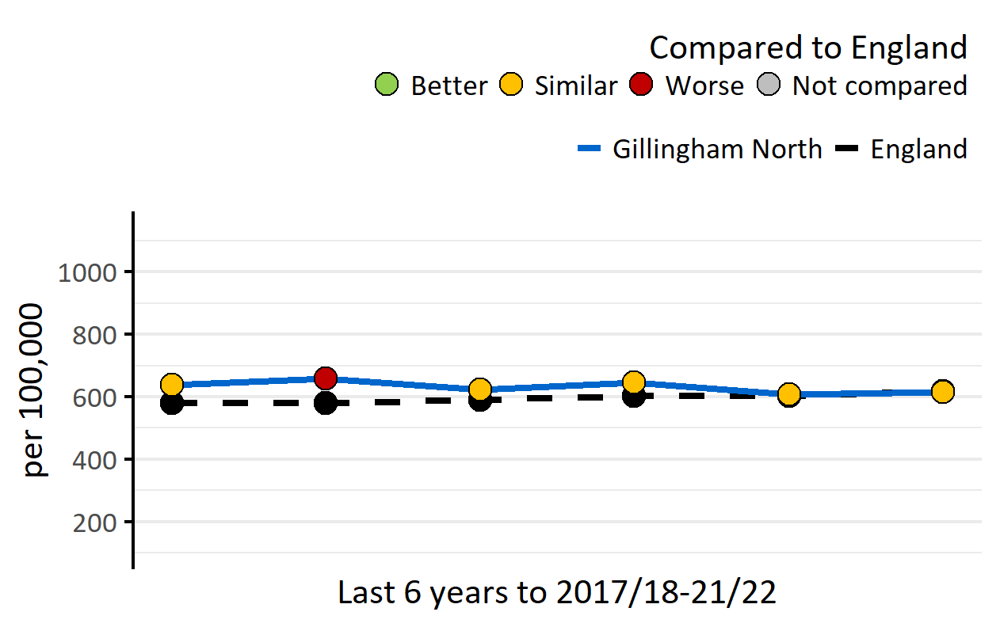 Compared to England
Better Similar Worse Not compared
Gillingham North England
1000
800
600
400
200
per 100,000
Last 6 years to 2017/18-21/22